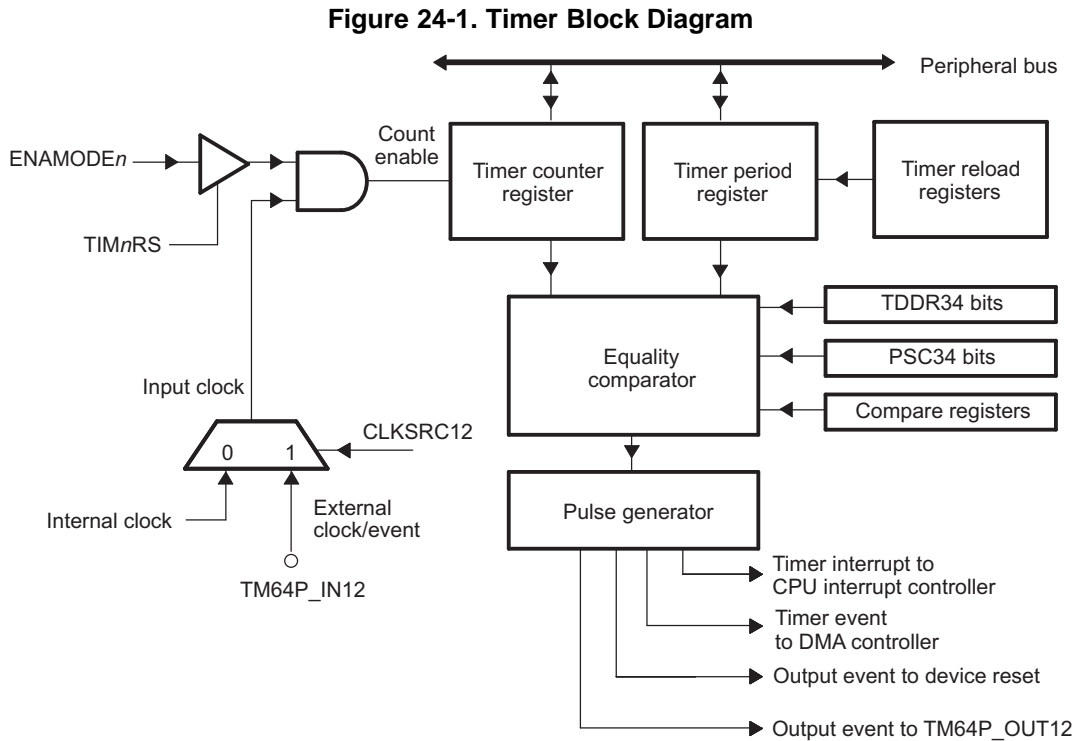 Figure 24-1. Timer Block Diagram
Peripheral bus
ENAMODEn
TIMnRS
Count
enable
Timer counter
register
Timer period
register
Timer reload
registers
Equality
comparator
TDDR34 bits
PSC34 bits
Compare registers
Input clock
0 1
CLKSRC12
Internal clock
External
clock/event
TM64P_IN12
Pulse generator
Timer interrupt to
CPU interrupt controller
Timer event
to DMA controller
Output event to device reset
Output event to TM64P_OUT12